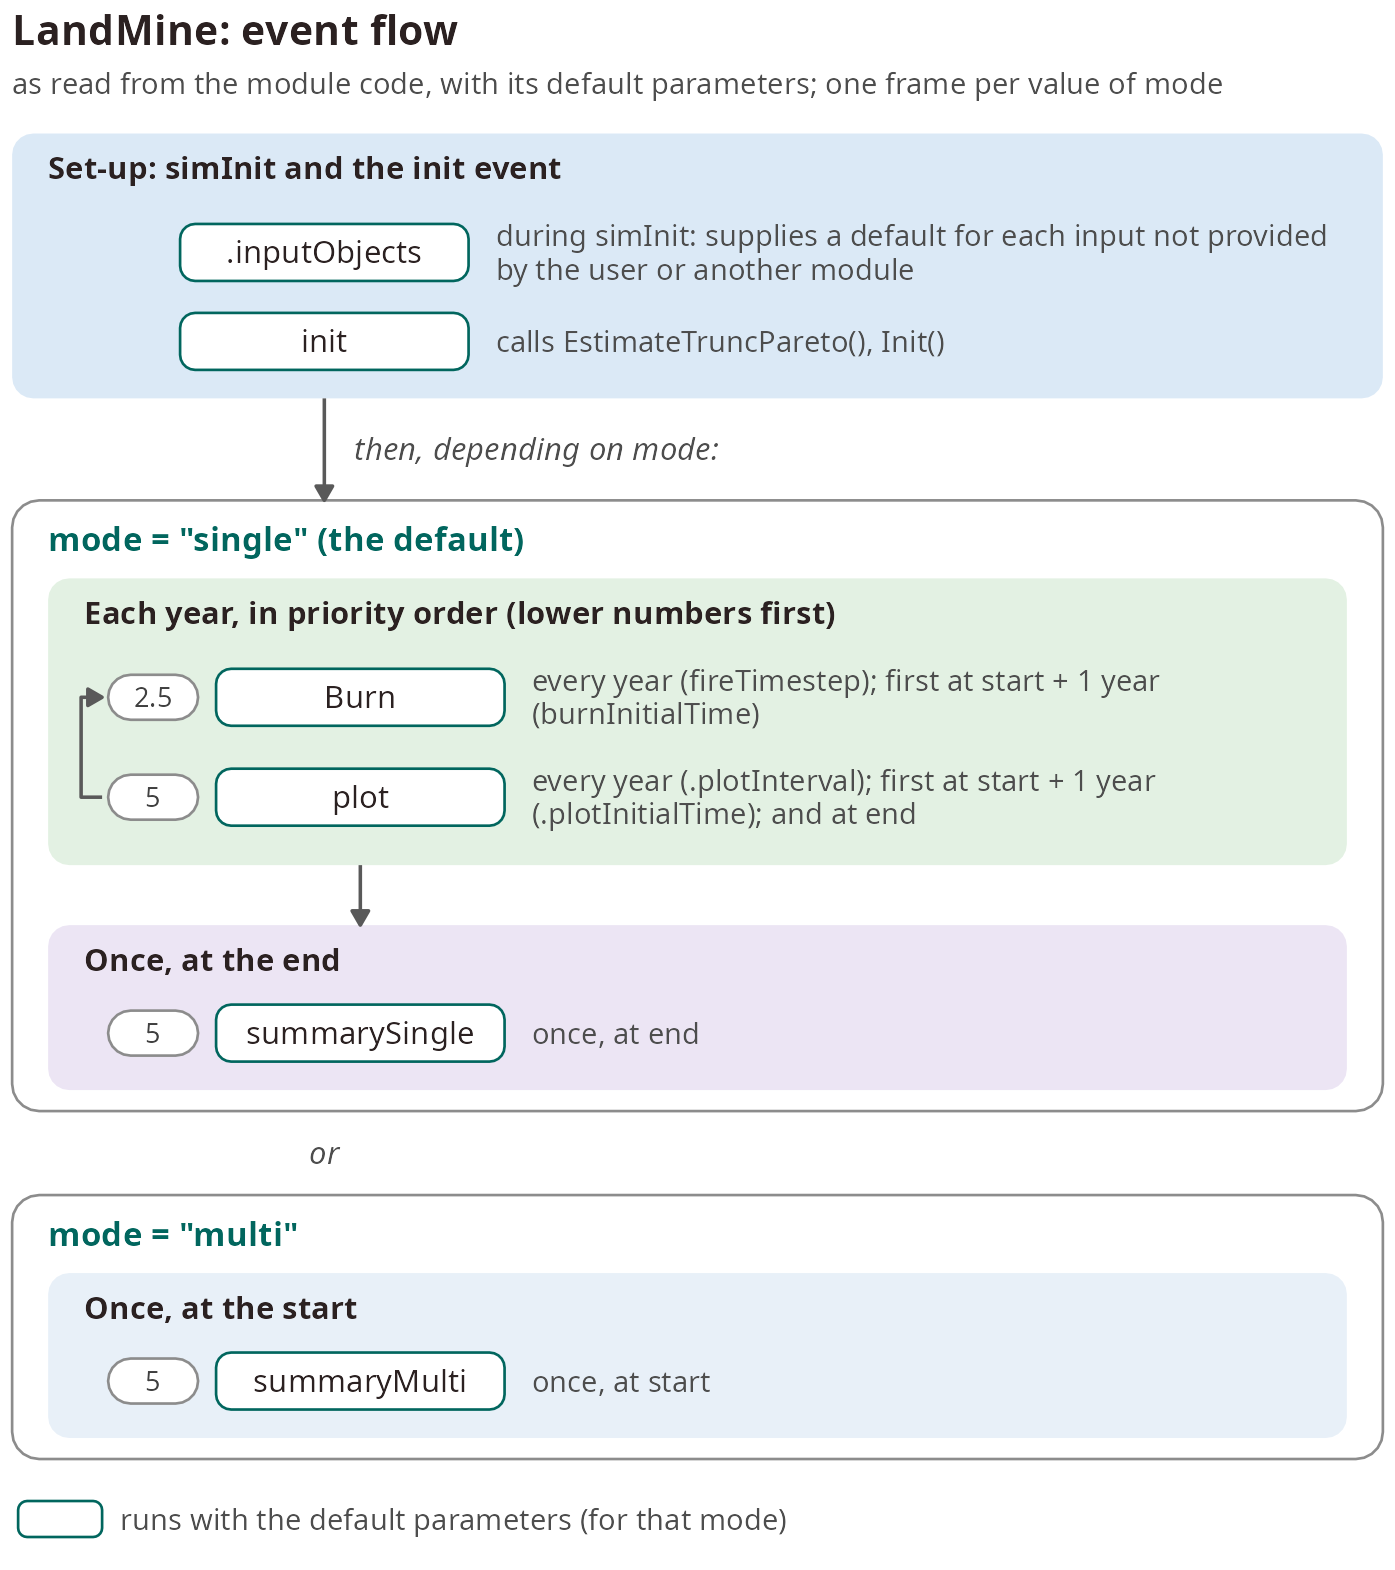 LandMine: event flow
as read from the module code, with its default parameters; one frame per value of mode
Set-up: simInit and the init event
.inputObjects
during simInit: supplies a default for each input not provided
by the user or another module
init
calls EstimateTruncPareto(), Init()
then, depending on mode:
mode = "single" (the default)
Each year, in priority order (lower numbers first)
2.5
Burn
every year (fireTimestep); first at start + 1 year
(burnInitialTime)
5
plot
every year (.plotInterval); first at start + 1 year
(.plotInitialTime); and at end
Once, at the end
5
summarySingle
once, at end
or
mode = "multi"
Once, at the start
5
summaryMulti
once, at start
runs with the default parameters (for that mode)